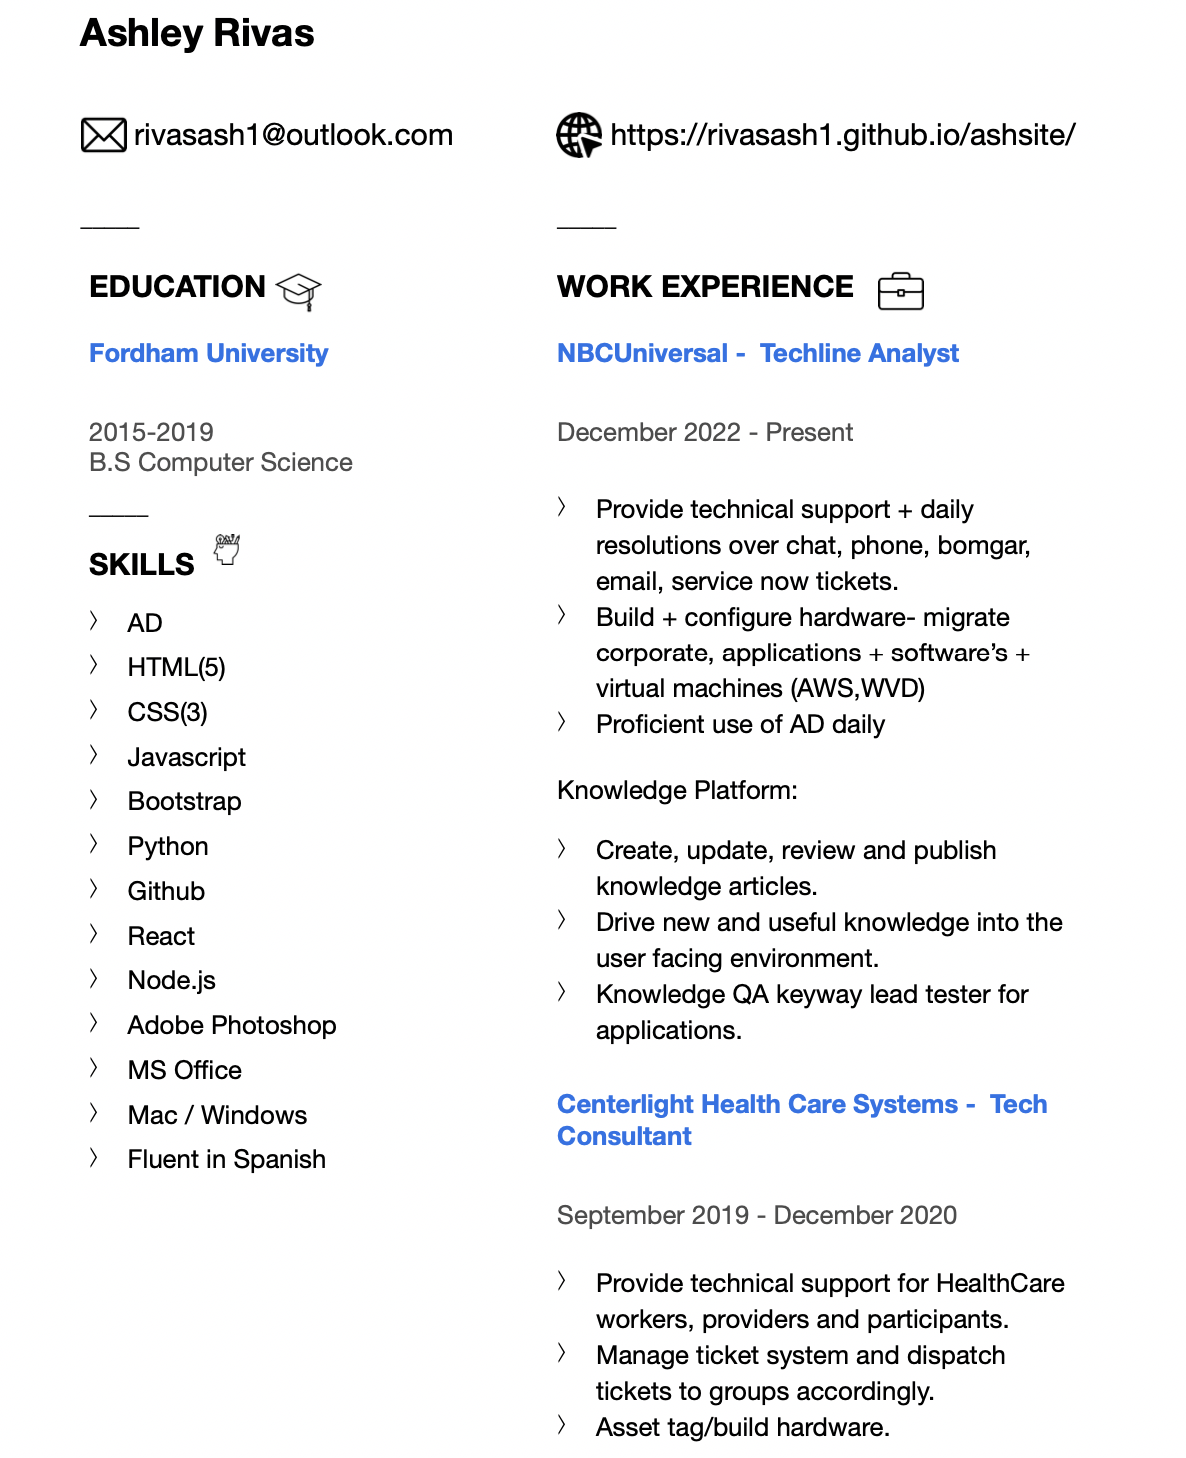 Ashley Rivas
rivasash1@outlook.com
https://rivasash1.github.io/ashsite/
EDUCATION
Fordham University
2015-2019
B.S Computer Science
SKILLS
〉 AD
〉 HTML(5)
〉 CSS(3)
〉 Javascript
〉 Bootstrap
〉 Python
〉 Github
〉 React
〉 Node.js
〉 Adobe Photoshop
〉 MS Office
〉 Mac / Windows
〉 Fluent in Spanish
WORK EXPERIENCE
NBCUniversal - Techline Analyst
December 2022 - Present
〉 Provide technical support + daily
resolutions over chat, phone, bomgar,
email, service now tickets.
〉 Build + configure hardware- migrate
corporate, applications + software’s +
virtual machines (AWS,WVD)
〉 Proficient use of AD daily
Knowledge Platform:
〉 Create, update, review and publish
knowledge articles.
〉 Drive new and useful knowledge into the
user facing environment.
〉 Knowledge QA keyway lead tester for
applications.
Centerlight Health Care Systems - Tech
Consultant
September 2019 - December 2020
〉 Provide technical support for HealthCare
workers, providers and participants.
〉 Manage ticket system and dispatch
tickets to groups accordingly.
〉 Asset tag/build hardware.